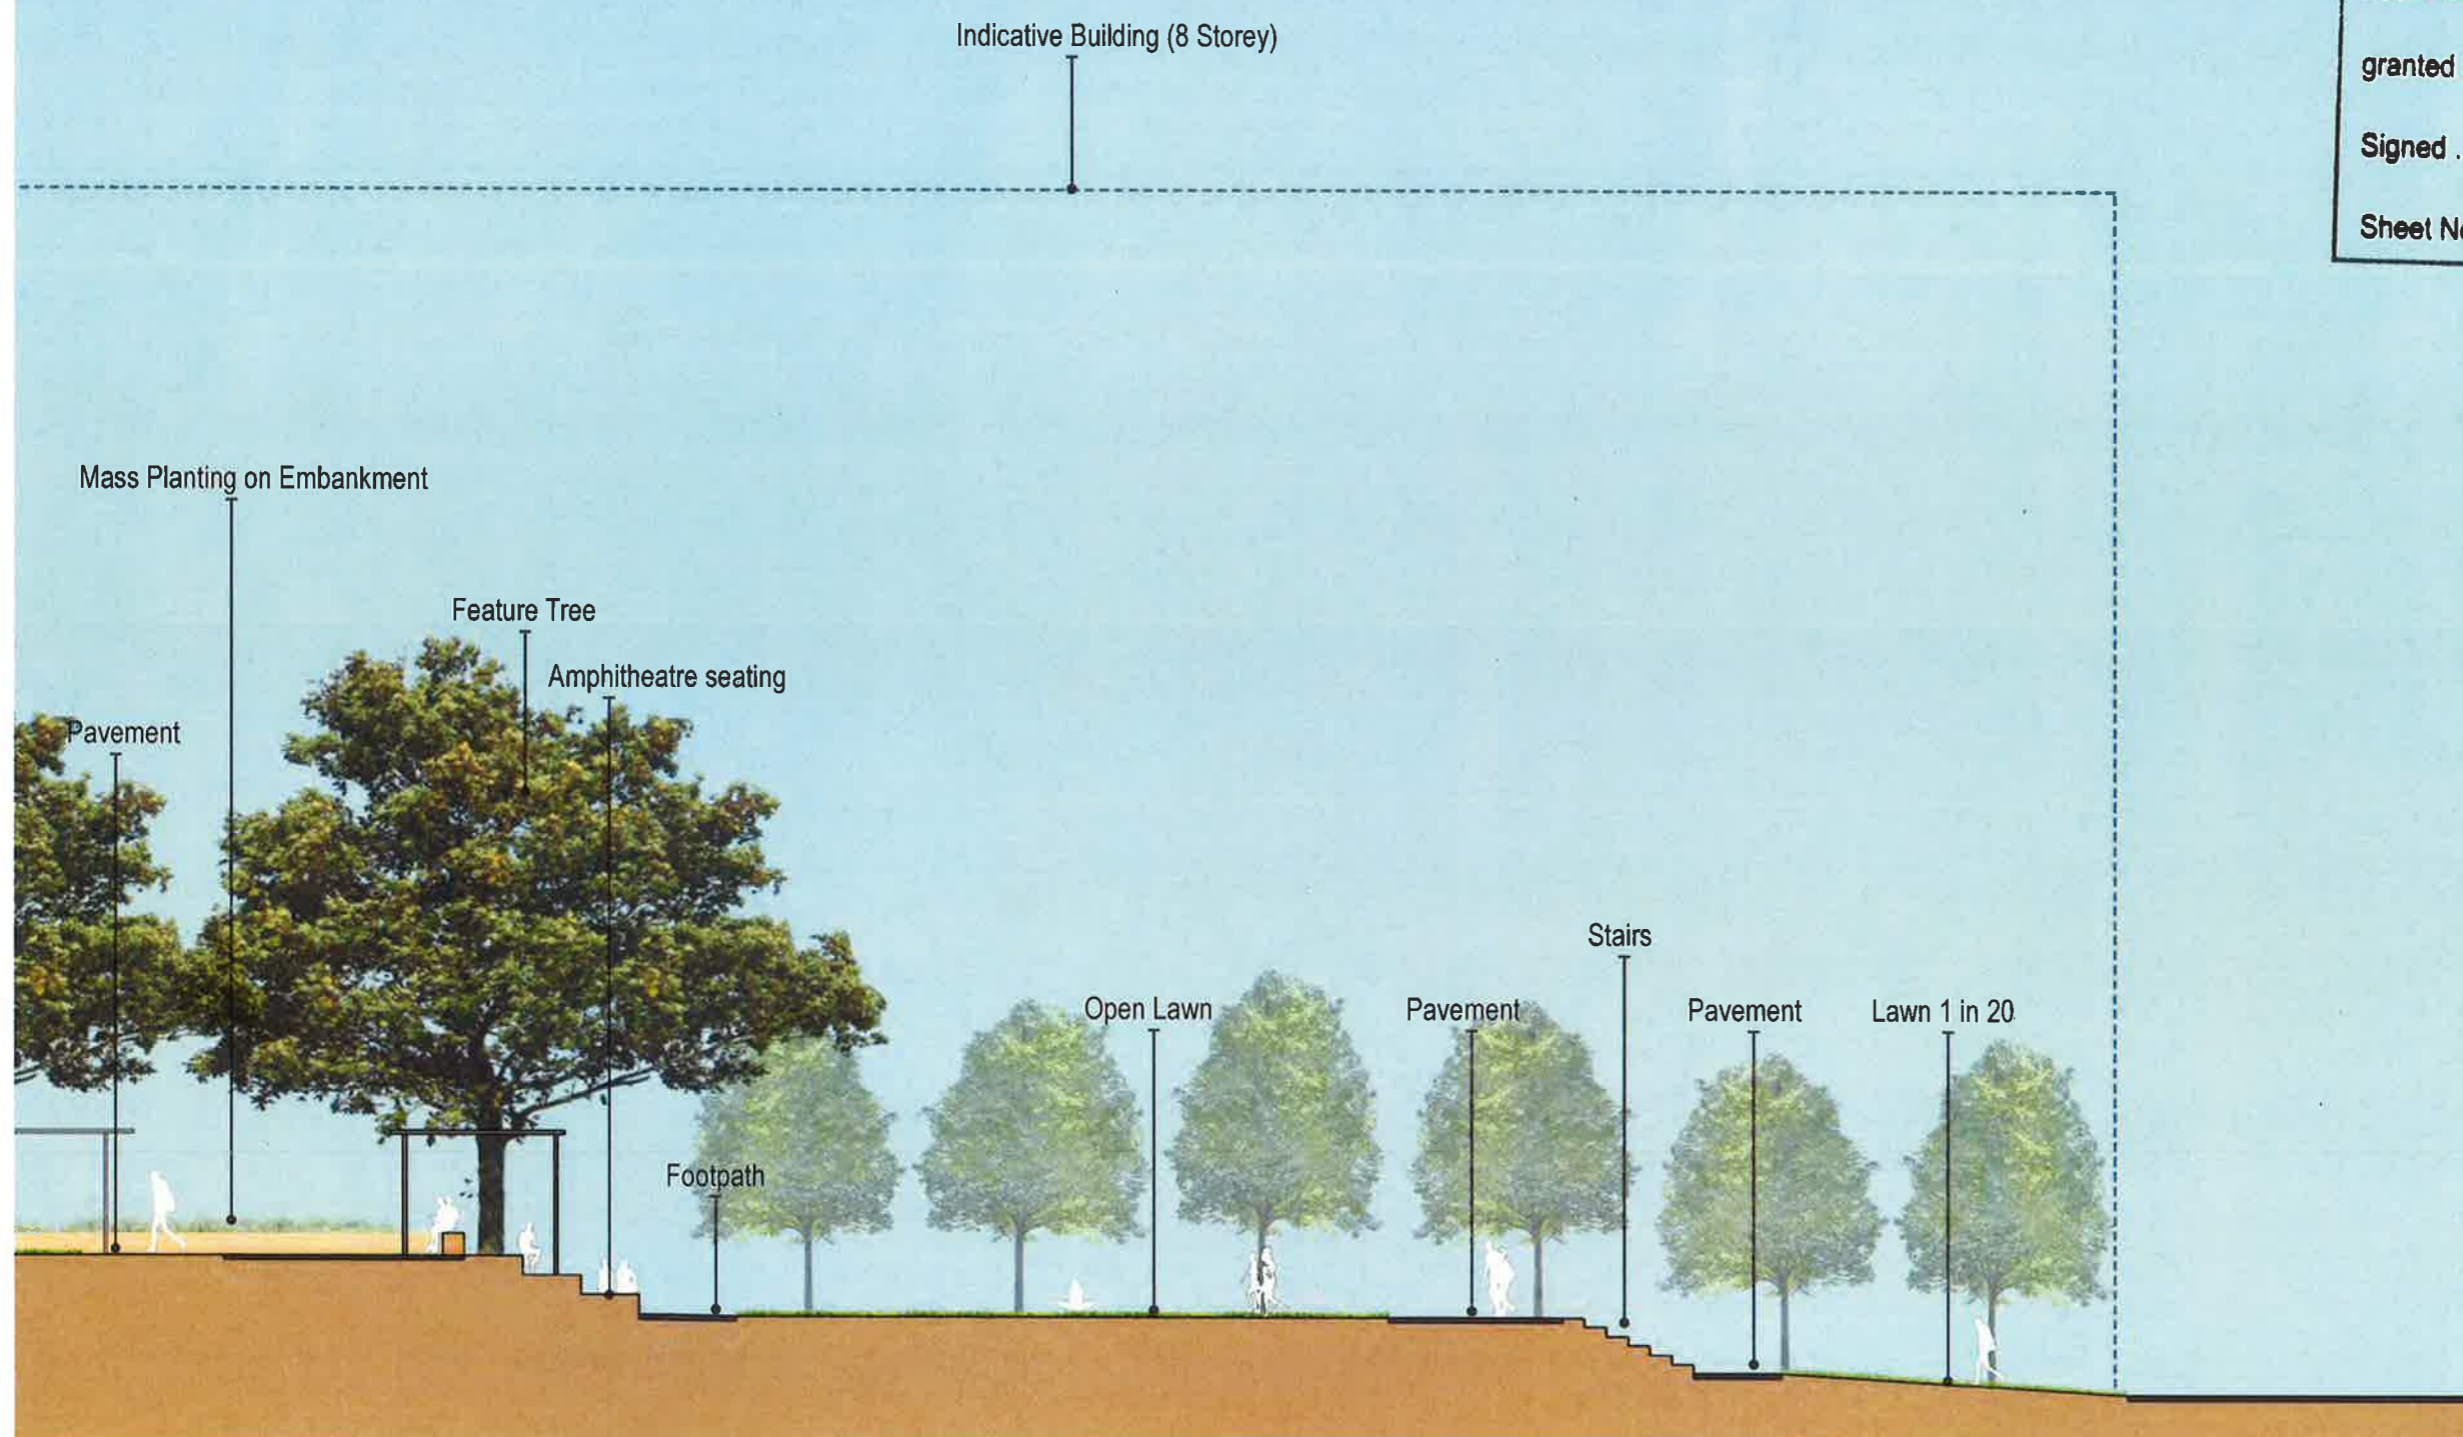 Indicative Building (8 Storey)
granted
Signed .
Sheet
Mass Planting on Embankment
Feature Tree
Amphitheatre seating
Pavement
Stairs
Open Lawn
Pavement
Pavement
Lawn 1 in 20
Footpath